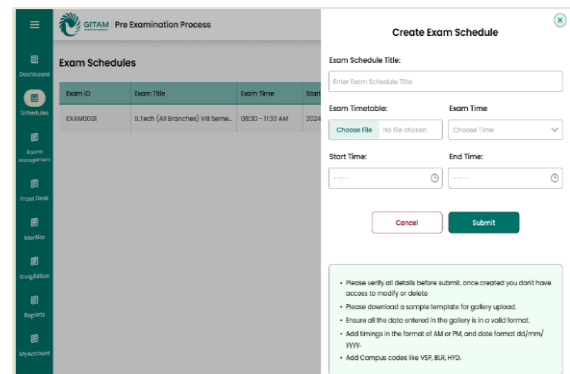 GITAM Pre Examination Process
Dashboard
Schedules
Rooms
Management
Front Desk
Monitor
Invigilation
Reports
MyAccount
Exam Schedules
Exam ID Exam Title Exam Time Start
EXAM0001 B.Tech (All Branches) VIII Seme... 08:30 - 11:30 AM 2024
x
Create Exam Schedule
Exam Schedule Title:
Enter Exam Schedule Title
Exam Timetable: Exam Time
Choose File No file chosen Choose Time
Start Time: End Time:
--:-- --:--
Cancel Submit
• Please verify all details before submit. once created you don't have
access to modify or delete
• Please download a sample template for gallery upload.
• Ensure all the data entered in the gallery is in a valid format.
• Add timings in the format of AM or PM, and date format dd/mm/
yyyy.
• Add Campus codes like VSP, BLR, HYD.